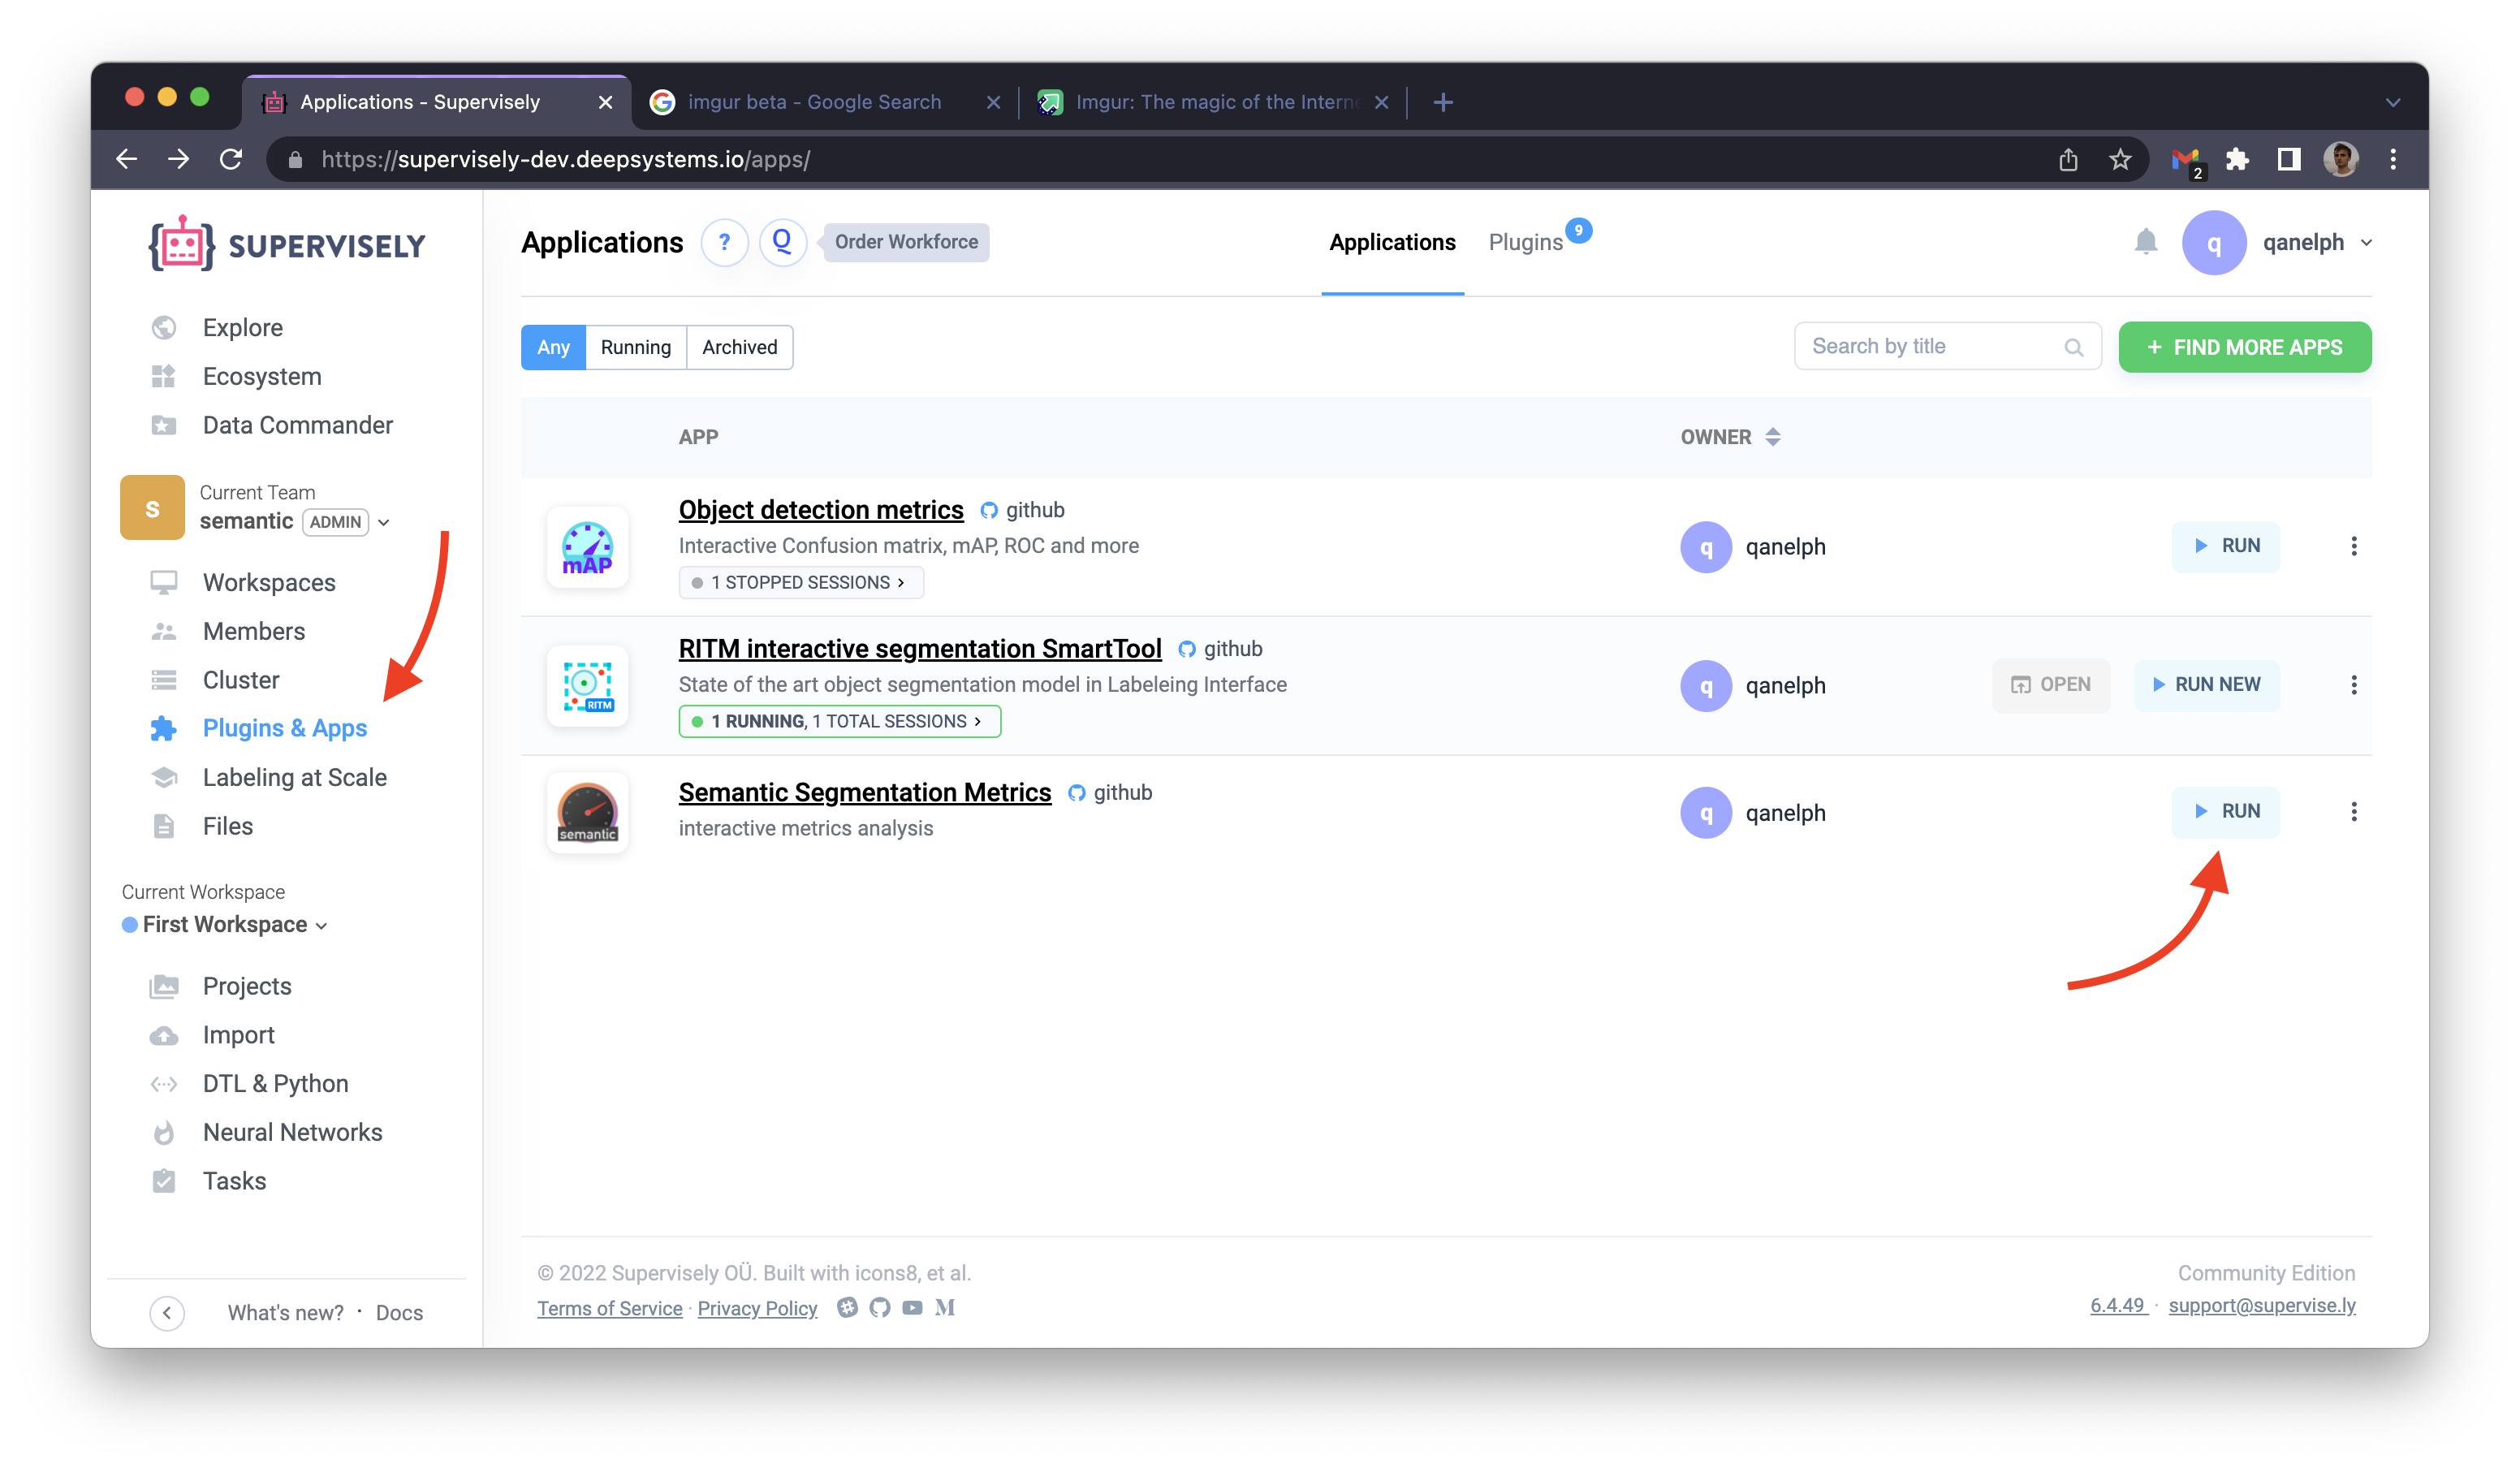 Applications - Supervisely
imgur beta - Google Search
Imgur: The magic of the Interne
https://supervisely-dev.deepsystems.io/apps/
2
SUPERVISELY
Explore
Ecosystem
Data Commander
S
Current Team
semantic ADMIN
Workspaces
Members
Cluster
Plugins & Apps
Labeling at Scale
Files
Current Workspace
First Workspace
Projects
Import
DTL & Python
Neural Networks
Tasks
What's new? · Docs
Applications ? Q Order Workforce
Applications
Plugins 9
q qanelph
Any Running Archived
Search by title
+ FIND MORE APPS
APP OWNER
mAP
Object detection metrics github
Interactive Confusion matrix, mAP, ROC and more
1 STOPPED SESSIONS
q qanelph
RUN
RITM
RITM interactive segmentation SmartTool github
State of the art object segmentation model in Labeleing Interface
1 RUNNING, 1 TOTAL SESSIONS
q qanelph
OPEN
RUN NEW
semantic
Semantic Segmentation Metrics github
interactive metrics analysis
q qanelph
RUN
© 2022 Supervisely OÜ. Built with icons8, et al.
Terms of Service · Privacy Policy
Community Edition
6.4.49 · support@supervise.ly